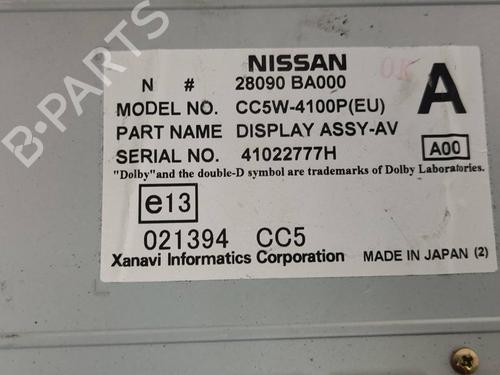 B-PARTS
NISSAN
OK
A
N # 28090 BA000
MODEL NO. CC5W-4100P(EU)
PART NAME DISPLAY ASSY-AV
SERIAL NO. 41022777H
A00
"Dolby"and the double-D symbol are trademarks of Dolby Laboratories.
e13
021394 CC5
Xanavi Informatics Corporation MADE IN JAPAN (2)